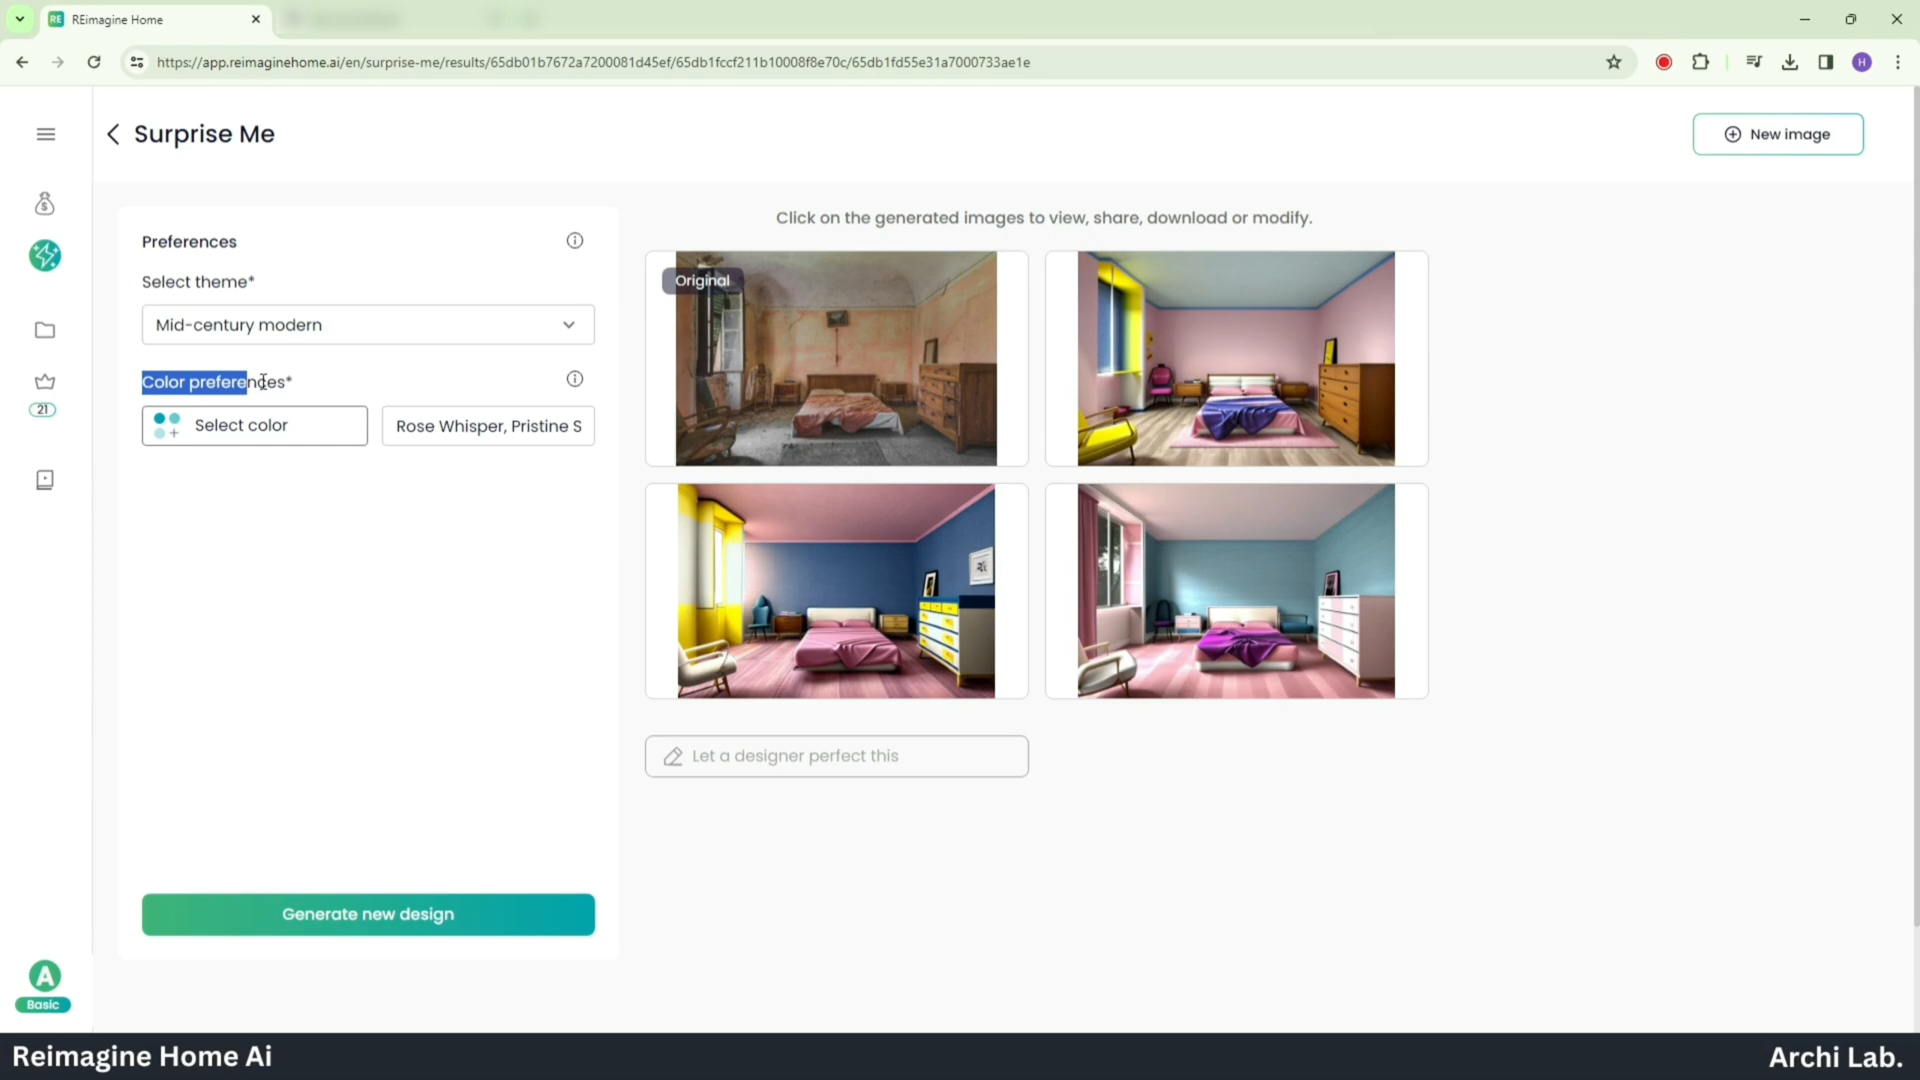 REimagine Home
https://app.reimaginehome.ai/en/surprise-me/results/65db01b7672a7200081d45ef/65db1fccf211b10008f8e70c/65db1fd55e31a7000733ae1e
H
Surprise Me
New image
Preferences
Select theme*
Mid-century modern
Color preferences*
Select color
Rose Whisper, Pristine S
Generate new design
Click on the generated images to view, share, download or modify.
Original
Let a designer perfect this
21
A
Basic
Reimagine Home Ai
Archi Lab.